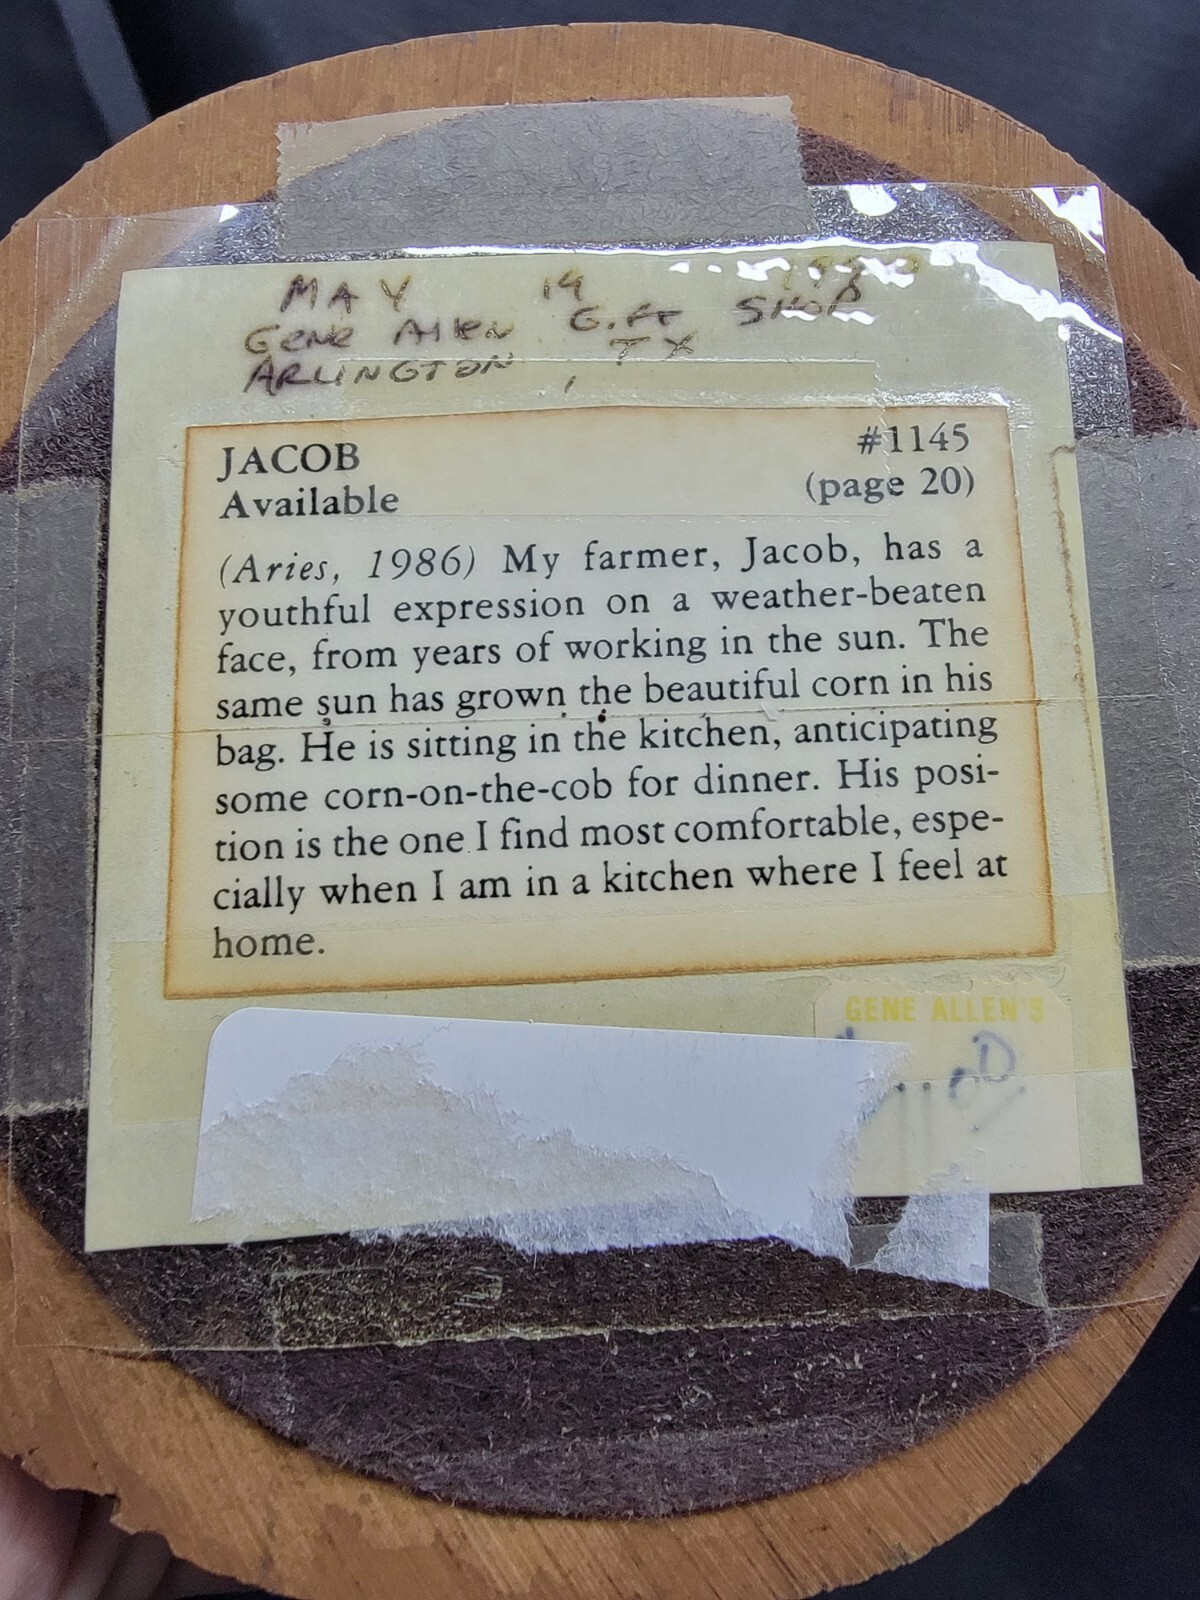 MAY 19
GENE Allen Gift SHOP
ARLINGTON, TX
JACOB #1145
Available (page 20)
(Aries, 1986) My farmer, Jacob, has a
youthful expression on a weather-beaten
face, from years of working in the sun. The
same sun has grown the beautiful corn in his
bag. He is sitting in the kitchen, anticipating
some corn-on-the-cob for dinner. His posi-
tion is the one I find most comfortable, espe-
cially when I am in a kitchen where I feel at
home.
GENE ALLEN'S